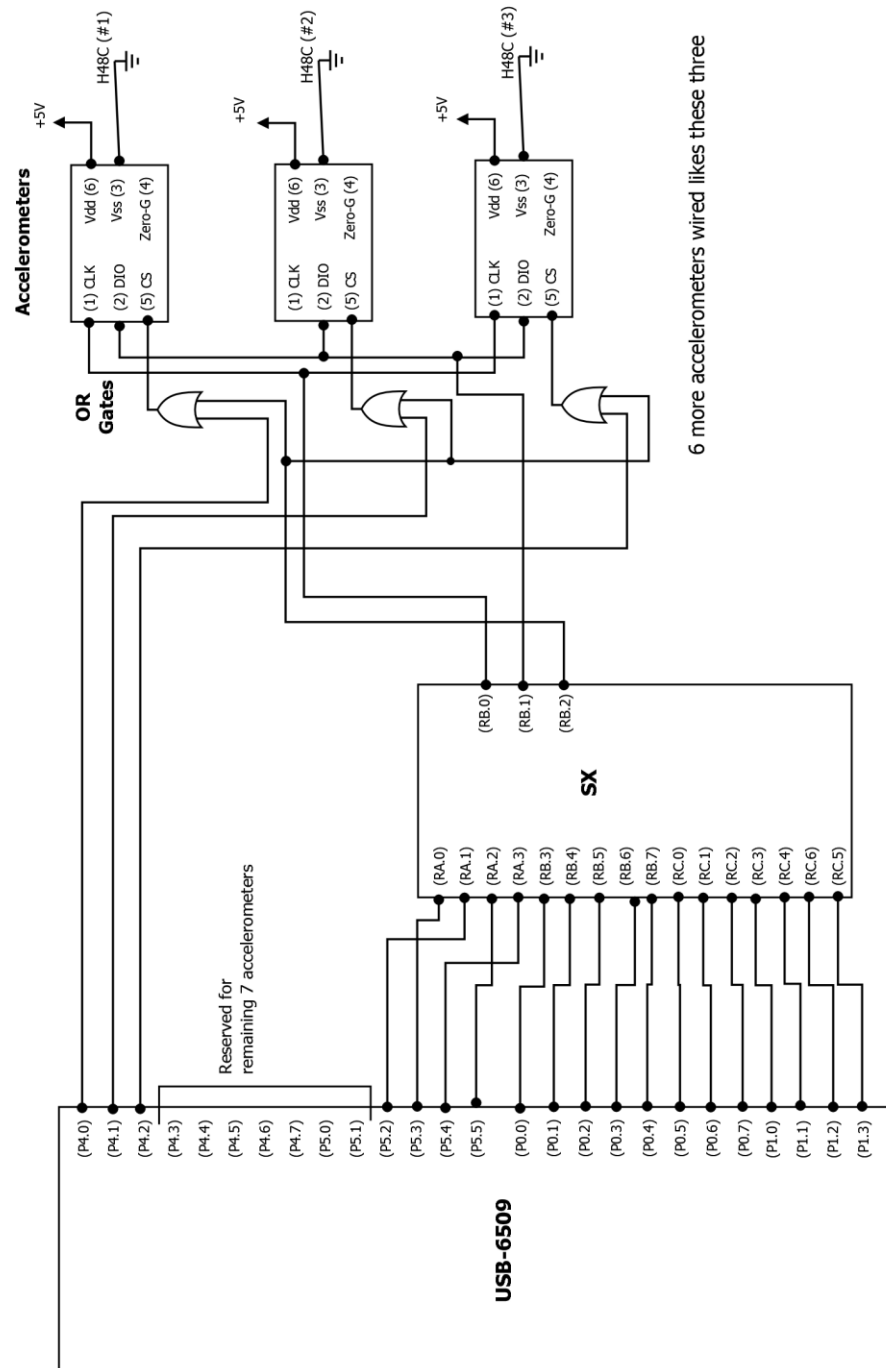 Accelerometers
+5V
H48C (#1)
Vdd (6)
Vss (3)
Zero-G (4)
(1) CLK
(2) DIO
(5) CS
+5V
H48C (#2)
Vdd (6)
Vss (3)
Zero-G (4)
(1) CLK
(2) DIO
(5) CS
+5V
H48C (#3)
Vdd (6)
Vss (3)
Zero-G (4)
(1) CLK
(2) DIO
(5) CS
OR
Gates
6 more accelerometers wired likes these three
Reserved for
remaining 7 accelerometers
SX
(RB.0)
(RB.1)
(RB.2)
(RA.0)
(RA.1)
(RA.2)
(RA.3)
(RB.3)
(RB.4)
(RB.5)
(RB.6)
(RB.7)
(RC.0)
(RC.1)
(RC.2)
(RC.3)
(RC.4)
(RC.6)
(RC.5)
(P4.0)
(P4.1)
(P4.2)
(P4.3)
(P4.4)
(P4.5)
(P4.6)
(P4.7)
(P5.0)
(P5.1)
(P5.2)
(P5.3)
(P5.4)
(P5.5)
(P0.0)
(P0.1)
(P0.2)
(P0.3)
(P0.4)
(P0.5)
(P0.6)
(P0.7)
(P1.0)
(P1.1)
(P1.2)
(P1.3)
USB-6509